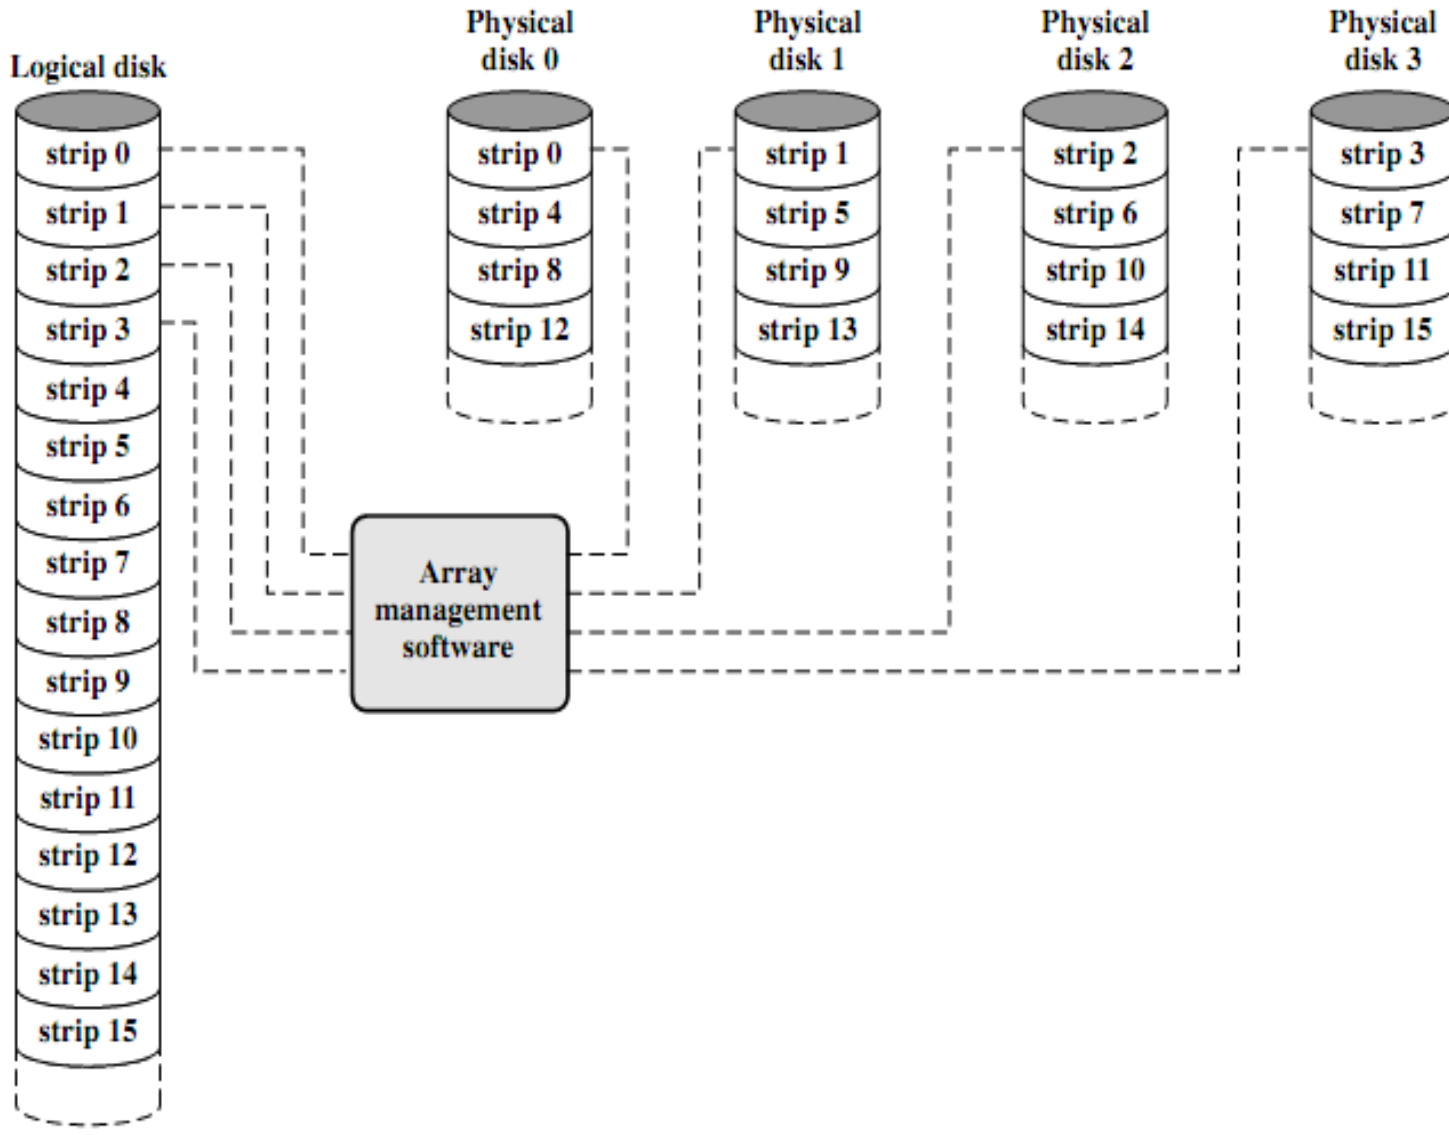 Logical disk
strip 0
strip 1
strip 2
strip 3
strip 4
strip 5
strip 6
strip 7
strip 8
strip 9
strip 10
strip 11
strip 12
strip 13
strip 14
strip 15
Physical
disk 0
strip 0
strip 4
strip 8
strip 12
Physical
disk 1
strip 1
strip 5
strip 9
strip 13
Physical
disk 2
strip 2
strip 6
strip 10
strip 14
Physical
disk 3
strip 3
strip 7
strip 11
strip 15
Array
management
software